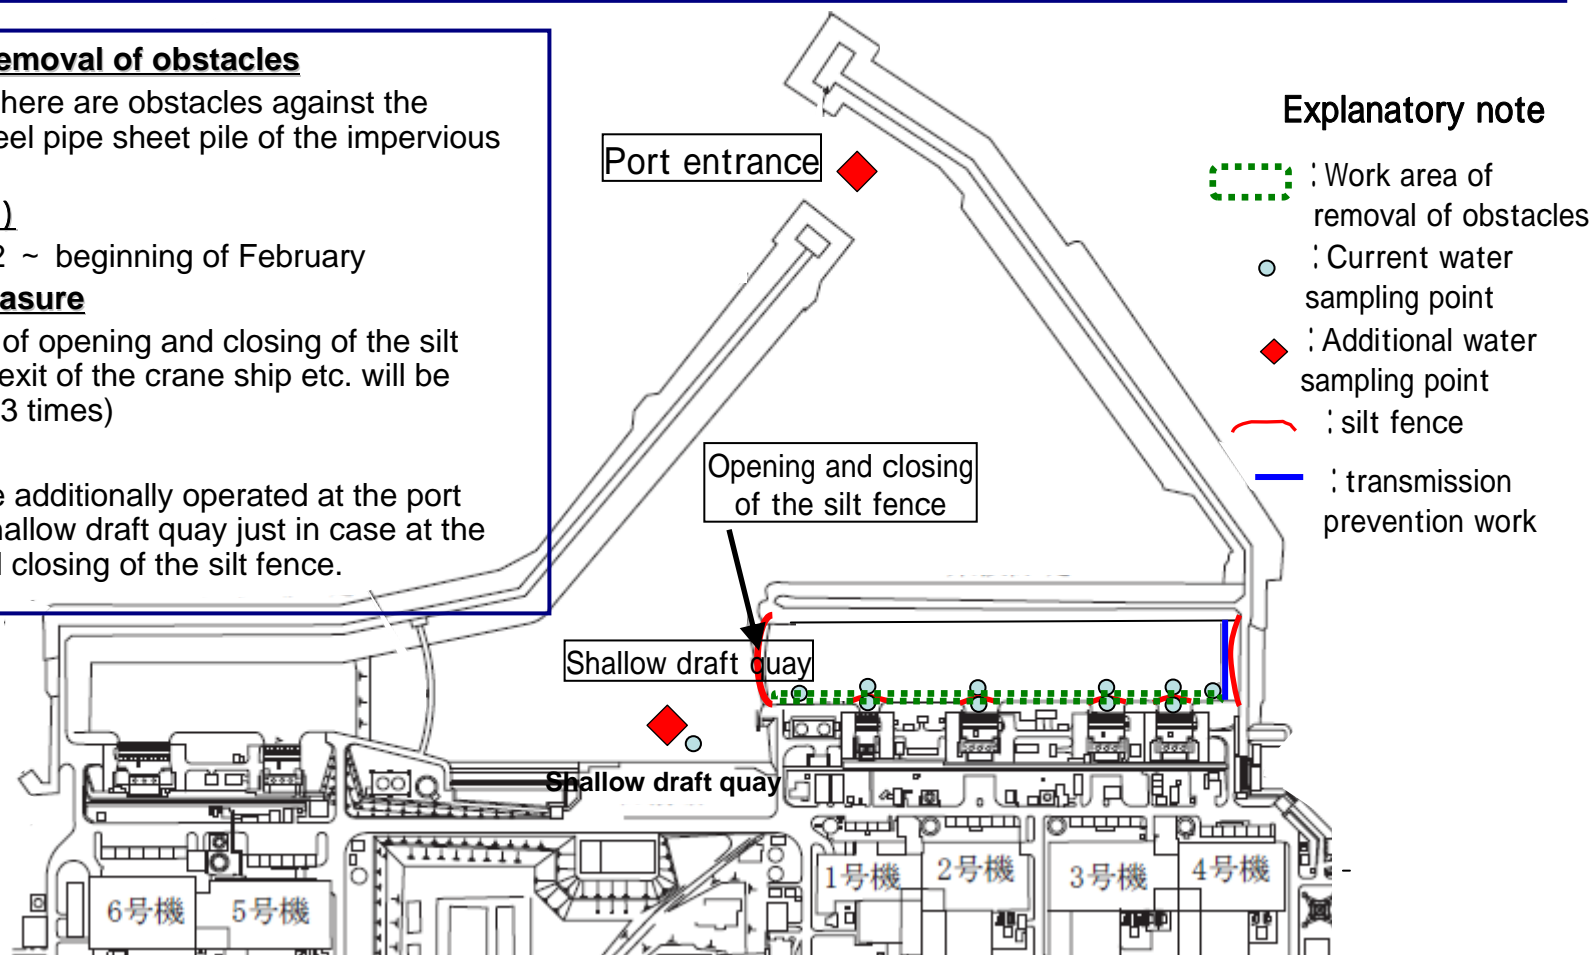 emoval of obstacles
here are obstacles against the
eel pipe sheet pile of the impervious
)
2 ~ beginning of February
asure
of opening and closing of the silt
exit of the crane ship etc. will be
3 times)
e additionally operated at the port
hallow draft quay just in case at the
l closing of the silt fence.
Port entrance
Explanatory note
: Work area of
removal of obstacles
: Current water
sampling point
: Additional water
sampling point
: silt fence
: transmission
prevention work
Opening and closing
of the silt fence
Shallow draft quay
Shallow draft quay
1号機
2号機
3号機
4号機
6号機
5号機
-